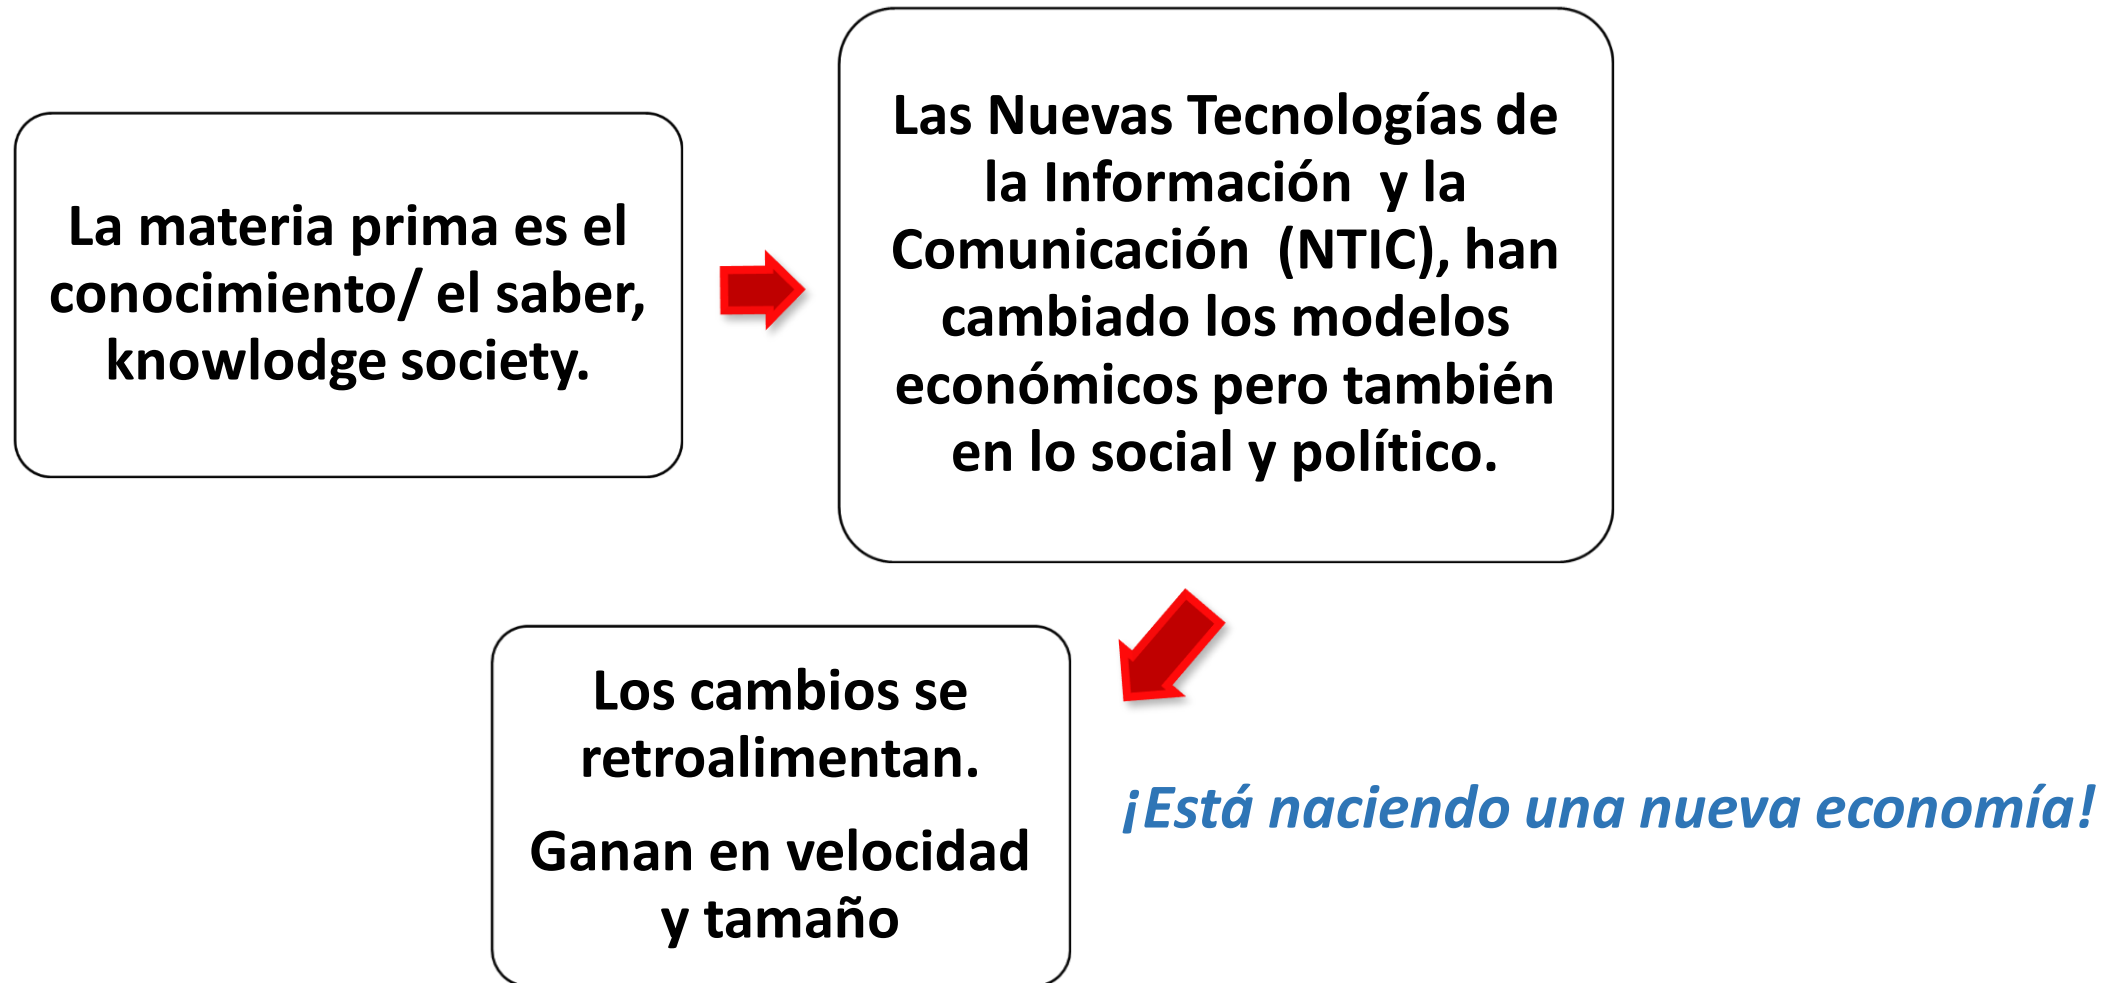 La materia prima es el
conocimiento/ el saber,
knowlodge society.
Las Nuevas Tecnologías de
la Información  y la
Comunicación  (NTIC), han
cambiado los modelos
económicos pero también
en lo social y político.
Los cambios se
retroalimentan.
Ganan en velocidad
y tamaño
¡Está naciendo una nueva economía!